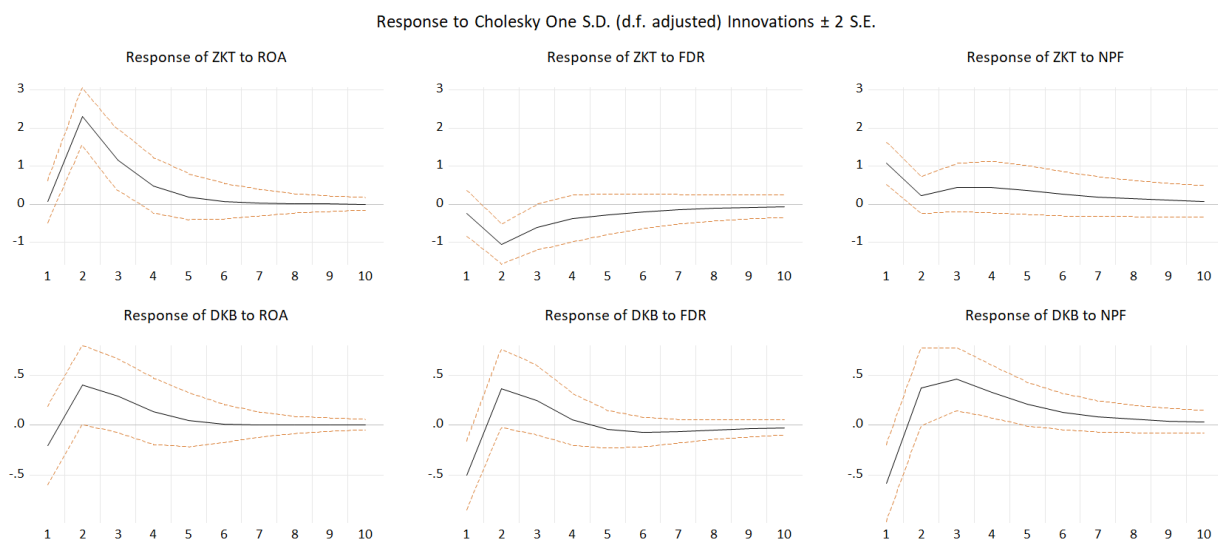 Response to Cholesky One S.D. (d.f. adjusted) Innovations ± 2 S.E.
Response of ZKT to ROA
3
2
1
0
-1
1 2 3 4 5 6 7 8 9 10
Response of ZKT to FDR
3
2
1
0
-1
1 2 3 4 5 6 7 8 9 10
Response of ZKT to NPF
3
2
1
0
-1
1 2 3 4 5 6 7 8 9 10
Response of DKB to ROA
.5
.0
-.5
1 2 3 4 5 6 7 8 9 10
Response of DKB to FDR
.5
.0
-.5
1 2 3 4 5 6 7 8 9 10
Response of DKB to NPF
.5
.0
-.5
1 2 3 4 5 6 7 8 9 10